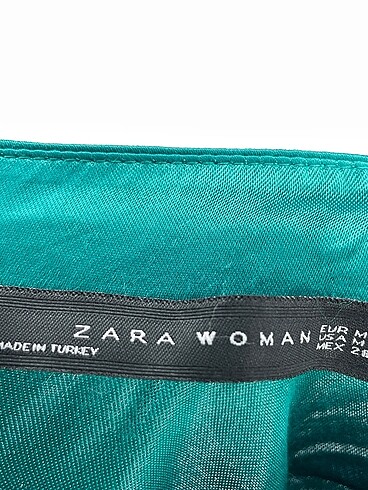 ZARA WOMAN
MADE IN TURKEY
EUR M
USA M
MEX